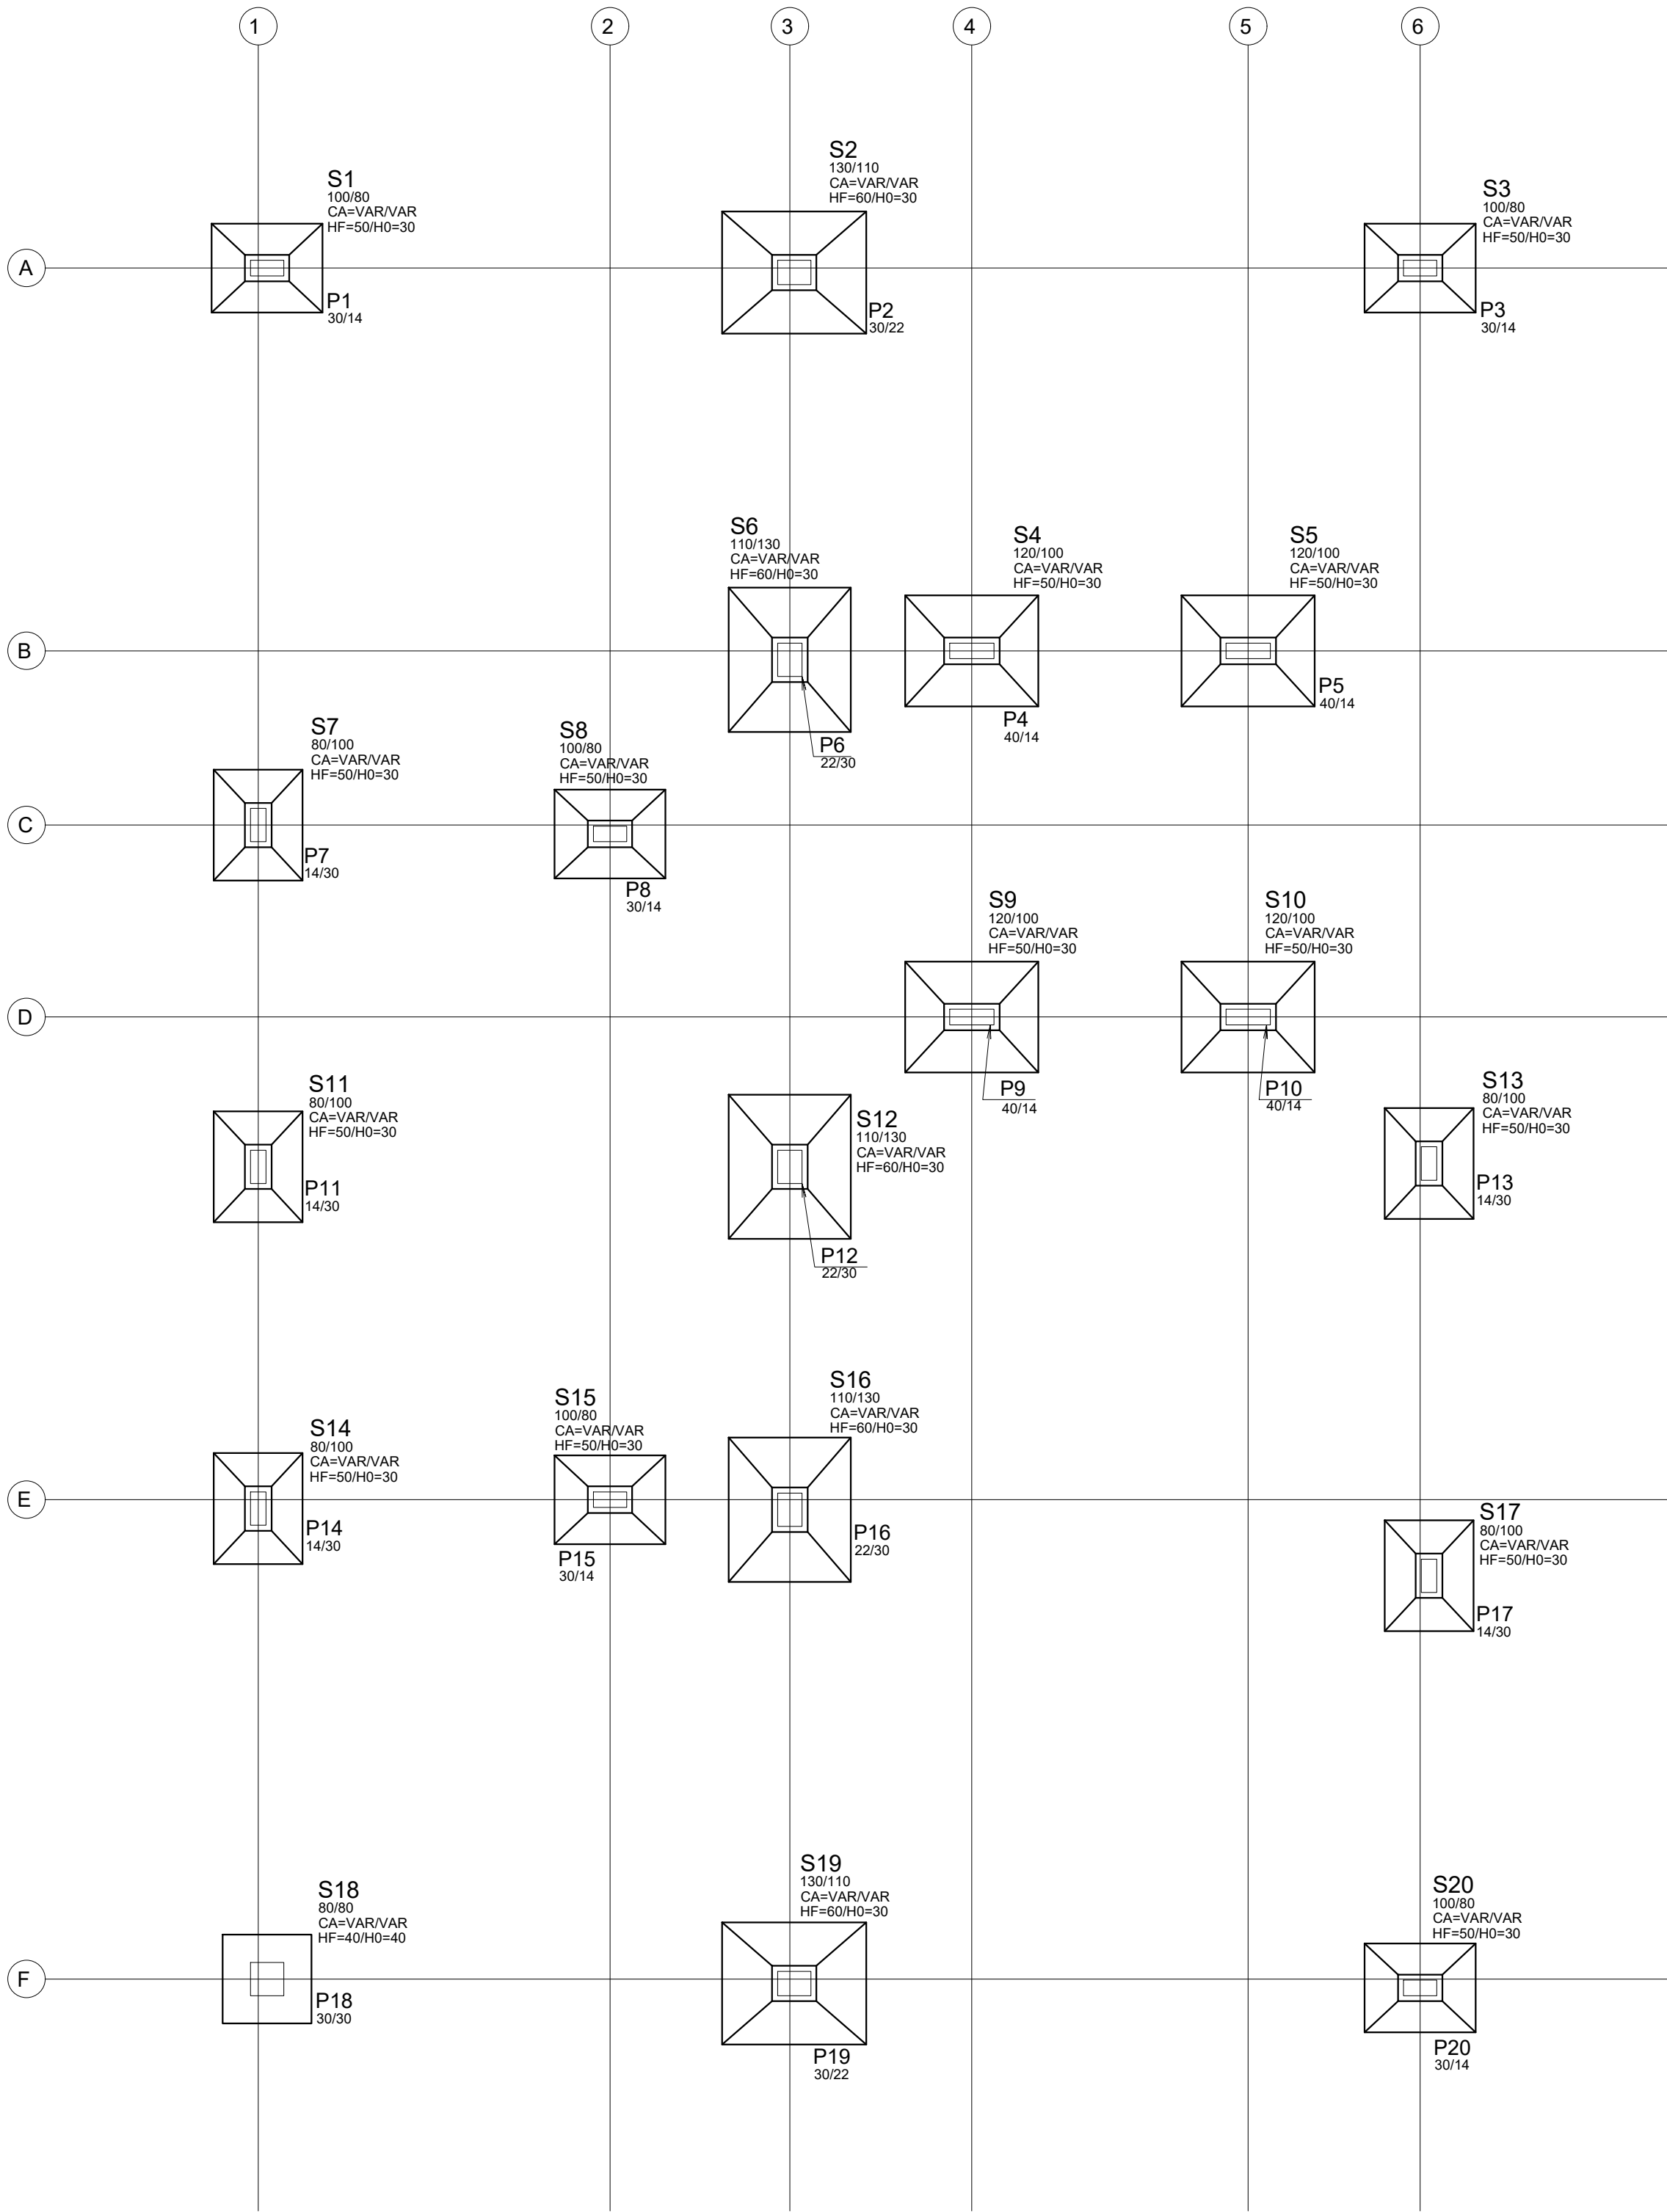 1
2
3
4
5
6
S1
100/80
CA=VAR/VAR
HF=50/H0=30
S2
130/110
CA=VAR/VAR
HF=60/H0=30
S3
100/80
CA=VAR/VAR
HF=50/H0=30
A
P1
30/14
P2
30/22
P3
30/14
S6
110/130
CA=VAR/VAR
HF=60/H0=30
S4
120/100
CA=VAR/VAR
HF=50/H0=30
S5
120/100
CA=VAR/VAR
HF=50/H0=30
B
P4
40/14
P5
40/14
P6
22/30
S7
80/100
CA=VAR/VAR
HF=50/H0=30
S8
100/80
CA=VAR/VAR
HF=50/H0=30
C
P7
14/30
P8
30/14
S9
120/100
CA=VAR/VAR
HF=50/H0=30
S10
120/100
CA=VAR/VAR
HF=50/H0=30
D
P9
40/14
P10
40/14
S11
80/100
CA=VAR/VAR
HF=50/H0=30
S12
110/130
CA=VAR/VAR
HF=60/H0=30
S13
80/100
CA=VAR/VAR
HF=50/H0=30
P11
14/30
P12
22/30
P13
14/30
S14
80/100
CA=VAR/VAR
HF=50/H0=30
S15
100/80
CA=VAR/VAR
HF=50/H0=30
S16
110/130
CA=VAR/VAR
HF=60/H0=30
E
P14
14/30
P15
30/14
P16
22/30
S17
80/100
CA=VAR/VAR
HF=50/H0=30
P17
14/30
S18
80/80
CA=VAR/VAR
HF=40/H0=40
S19
130/110
CA=VAR/VAR
HF=60/H0=30
S20
100/80
CA=VAR/VAR
HF=50/H0=30
F
P18
30/30
P19
30/22
P20
30/14